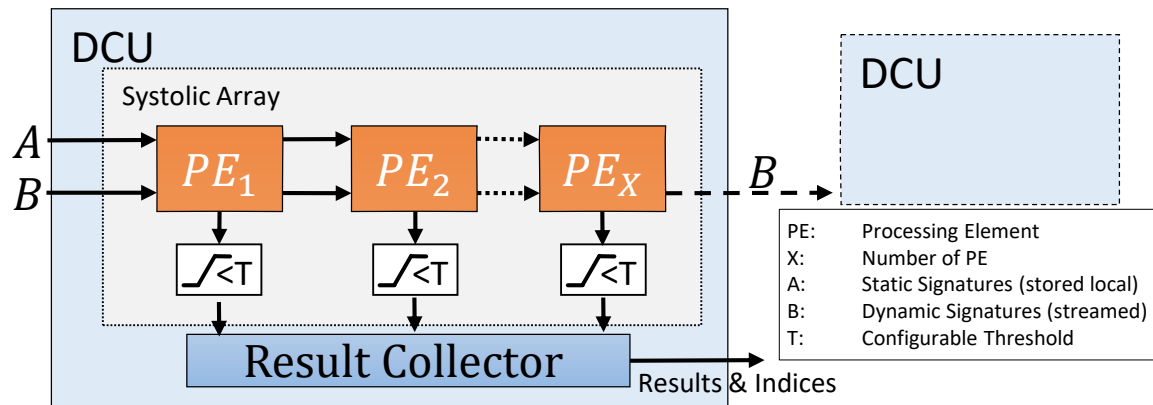 DCU
DCU
Systolic Array
A
B
PE₁
PE₂
PEₓ
B
<T
<T
<T
Result Collector
Results & Indices
PE: Processing Element
X: Number of PE
A: Static Signatures (stored local)
B: Dynamic Signatures (streamed)
T: Configurable Threshold